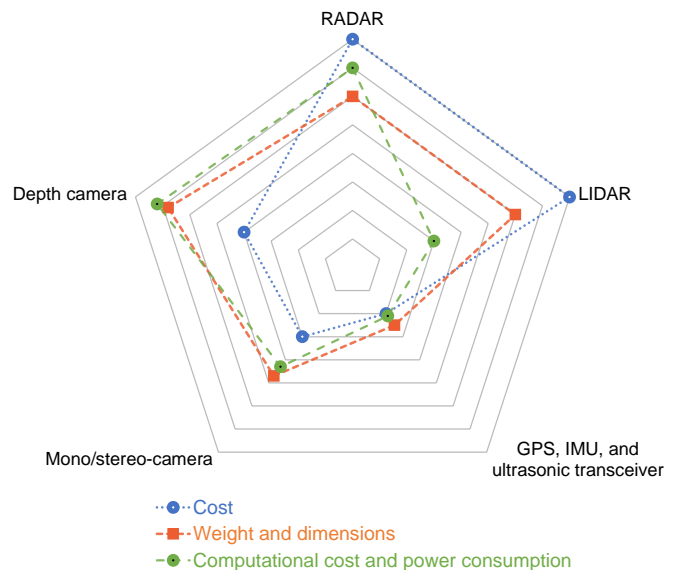 RADAR
Depth camera
LIDAR
Mono/stereo-camera
GPS, IMU, and
ultrasonic transceiver
Cost
Weight and dimensions
Computational cost and power consumption